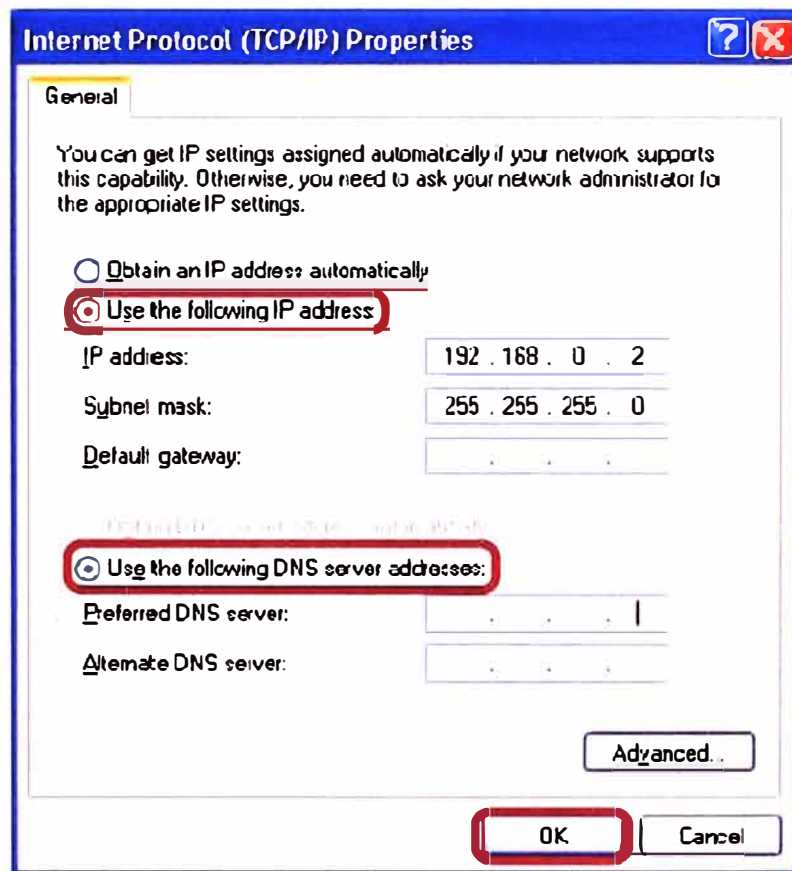 Internet Protocol (TCP/IP) Properties
General
You can get IP settings assigned automatically if your network supports
this capability. Otherwise, you need to ask your network administrator for
the appropriate IP settings.
Obtain an IP address automatically
Use the following IP address
IP address:
192 . 168 . 0 . 2
Subnet mask:
255 . 255 . 255 . 0
Default gateway:
. . .
Use the following DNS server addresses:
Preferred DNS server:
. . .
Alternate DNS server:
. . .
Advanced...
OK
Cancel